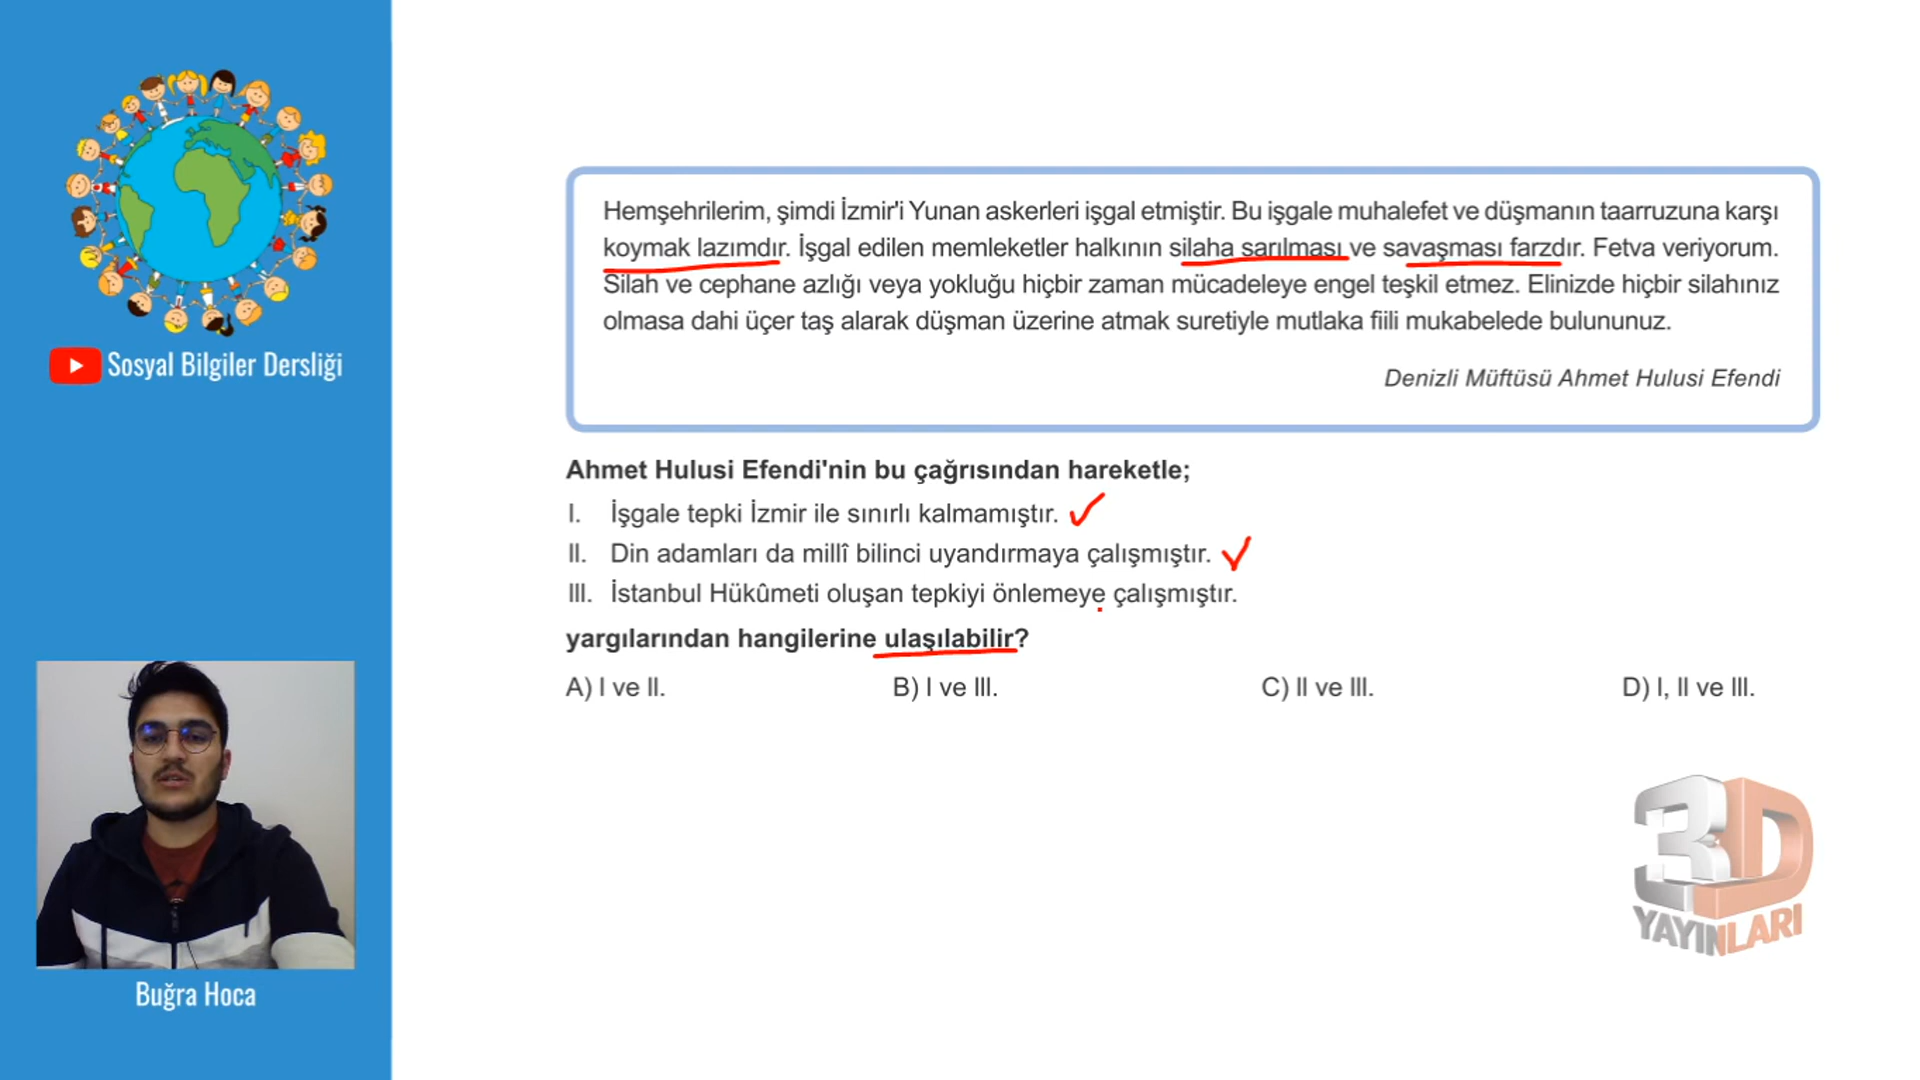 Sosyal Bilgiler Dersliği
Buğra Hoca
Hemşehrilerim, şimdi İzmir'i Yunan askerleri işgal etmiştir. Bu işgale muhalefet ve düşmanın taarruzuna karşı
koymak lazımdır. İşgal edilen memleketler halkının silaha sarılması ve savaşması farzdır. Fetva veriyorum.
Silah ve cephane azlığı veya yokluğu hiçbir zaman mücadeleye engel teşkil etmez. Elinizde hiçbir silahınız
olmasa dahi üçer taş alarak düşman üzerine atmak suretiyle mutlaka fiili mukabelede bulununuz.
Denizli Müftüsü Ahmet Hulusi Efendi
Ahmet Hulusi Efendi'nin bu çağrısından hareketle;
I. İşgale tepki İzmir ile sınırlı kalmamıştır.
II. Din adamları da millî bilinci uyandırmaya çalışmıştır.
III. İstanbul Hükûmeti oluşan tepkiyi önlemeye çalışmıştır.
yargılarından hangilerine ulaşılabilir?
A) I ve II. B) I ve III. C) II ve III. D) I, II ve III.
3D
YAYINLARI